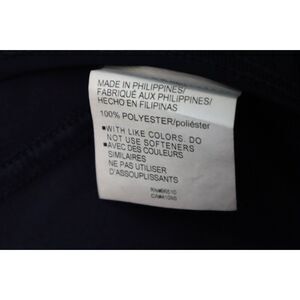 MADE IN PHILIPPINES/
FABRIQUÉ AUX PHILIPPINES/
HECHO EN FILIPINAS
100% POLYESTER/poliéster
■WITH LIKE COLORS. DO
NOT USE SOFTENERS
■AVEC DES COULEURS
SIMILAIRES
NE PAS UTILISER
D'ASSOUPLISSANTS